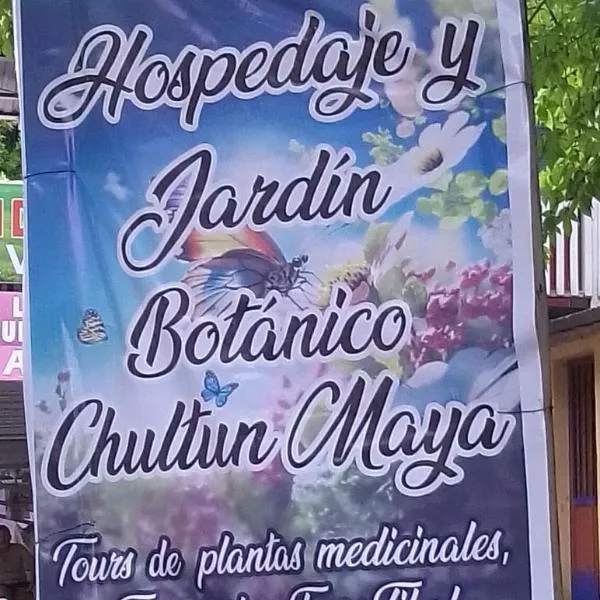 Hospedaje y
Jardín
Botánico
Chultun Maya
Tours de plantas medicinales,